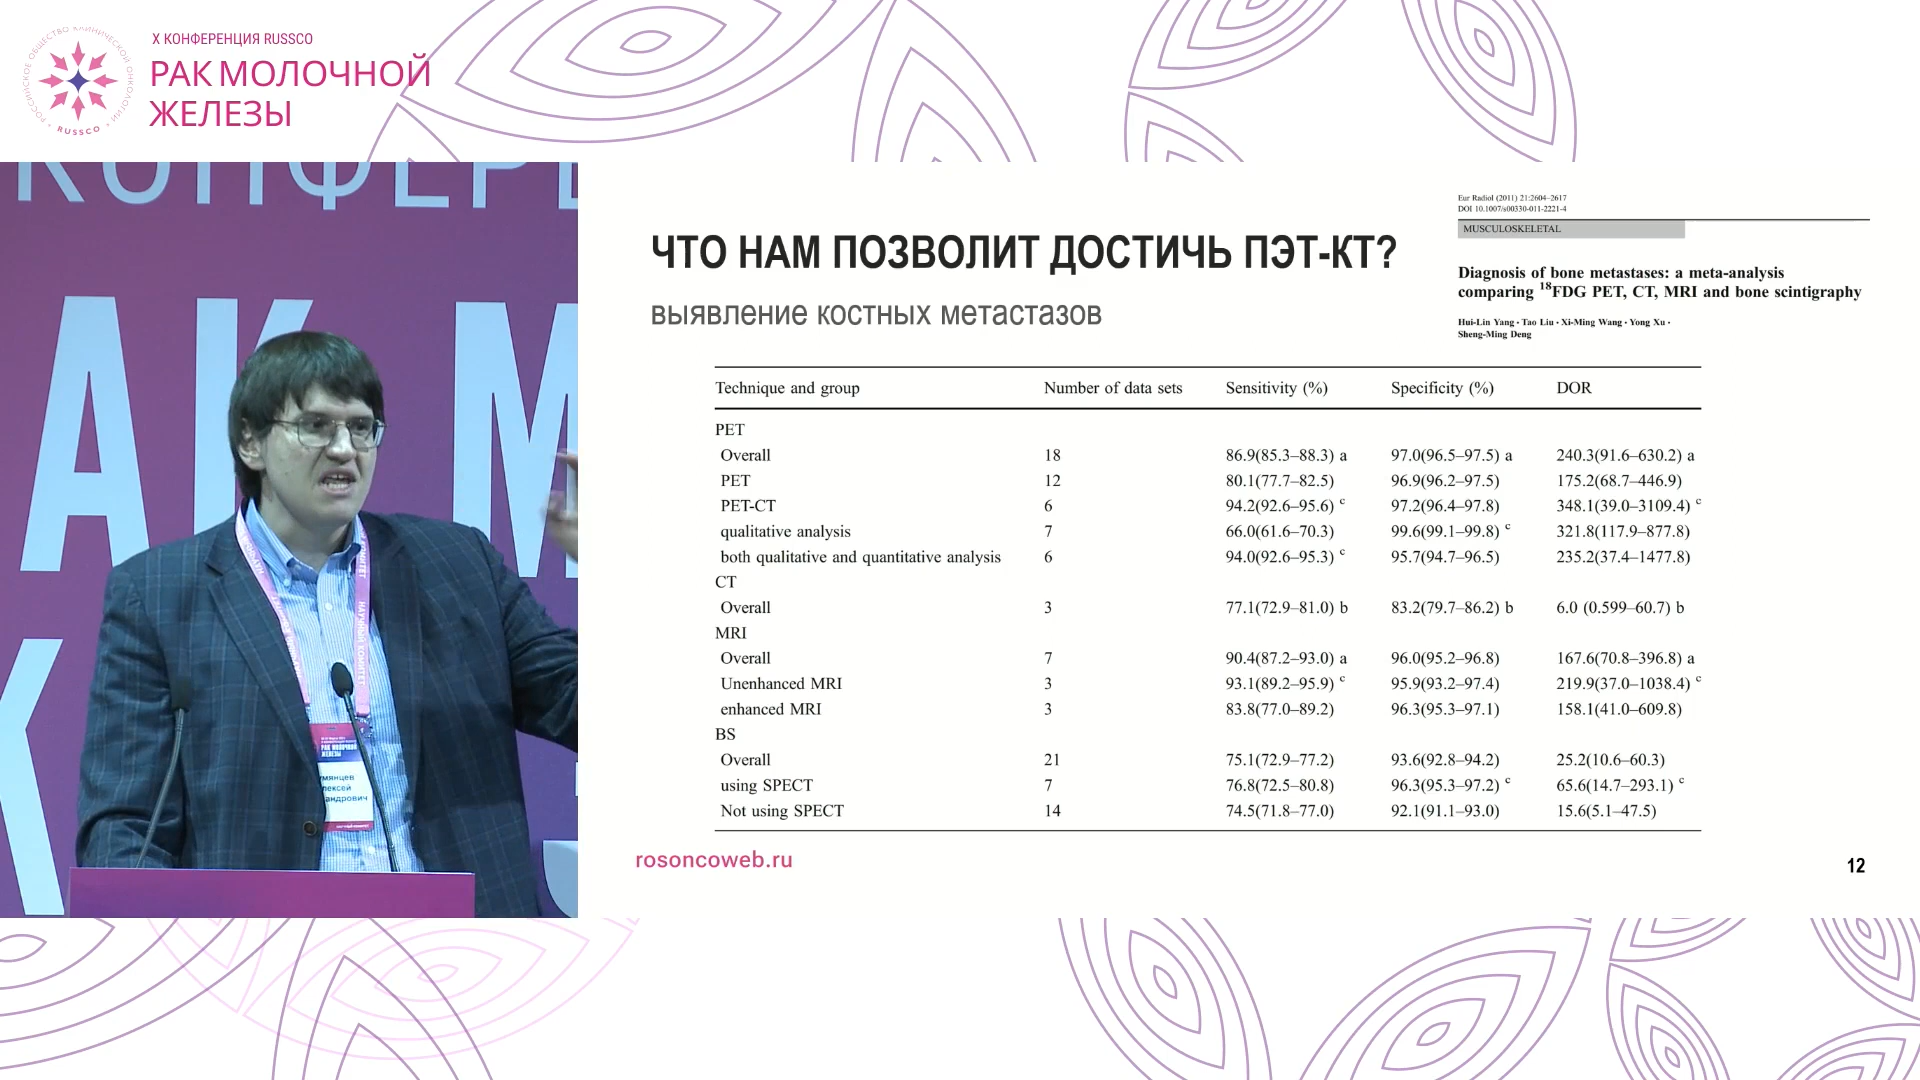 X КОНФЕРЕНЦИЯ RUSSCO
РАК МОЛОЧНОЙ
ЖЕЛЕЗЫ
РОССИЙСКОЕ ОБЩЕСТВО КЛИНИЧЕСКОЙ ОНКОЛОГИИ
• RUSSCO •
КОНФЕРЕ
АК М
РАК МОЛОЧНОЙ
ЖЕЛЕЗЫ
НАУЧНЫЙ КОМИТЕТ
Eur Radiol (2011) 21:2604–2617
DOI 10.1007/s00330-011-2221-4
MUSCULOSKELETAL
ЧТО НАМ ПОЗВОЛИТ ДОСТИЧЬ ПЭТ-КТ?
выявление костных метастазов
Diagnosis of bone metastases: a meta-analysis
comparing 18FDG PET, CT, MRI and bone scintigraphy
Hui-Lin Yang • Tao Liu • Xi-Ming Wang • Yong Xu •
Sheng-Ming Deng
Technique and group Number of data sets Sensitivity (%) Specificity (%) DOR
PET
Overall 18 86.9(85.3–88.3) a 97.0(96.5–97.5) a 240.3(91.6–630.2) a
PET 12 80.1(77.7–82.5) 96.9(96.2–97.5) 175.2(68.7–446.9)
PET-CT 6 94.2(92.6–95.6) c 97.2(96.4–97.8) 348.1(39.0–3109.4) c
qualitative analysis 7 66.0(61.6–70.3) 99.6(99.1–99.8) c 321.8(117.9–877.8)
both qualitative and quantitative analysis 6 94.0(92.6–95.3) c 95.7(94.7–96.5) 235.2(37.4–1477.8)
CT
Overall 3 77.1(72.9–81.0) b 83.2(79.7–86.2) b 6.0 (0.599–60.7) b
MRI
Overall 7 90.4(87.2–93.0) a 96.0(95.2–96.8) 167.6(70.8–396.8) a
Unenhanced MRI 3 93.1(89.2–95.9) c 95.9(93.2–97.4) 219.9(37.0–1038.4) c
enhanced MRI 3 83.8(77.0–89.2) 96.3(95.3–97.1) 158.1(41.0–609.8)
BS
Overall 21 75.1(72.9–77.2) 93.6(92.8–94.2) 25.2(10.6–60.3)
using SPECT 7 76.8(72.5–80.8) 96.3(95.3–97.2) c 65.6(14.7–293.1) c
Not using SPECT 14 74.5(71.8–77.0) 92.1(91.1–93.0) 15.6(5.1–47.5)
rosoncoweb.ru
12